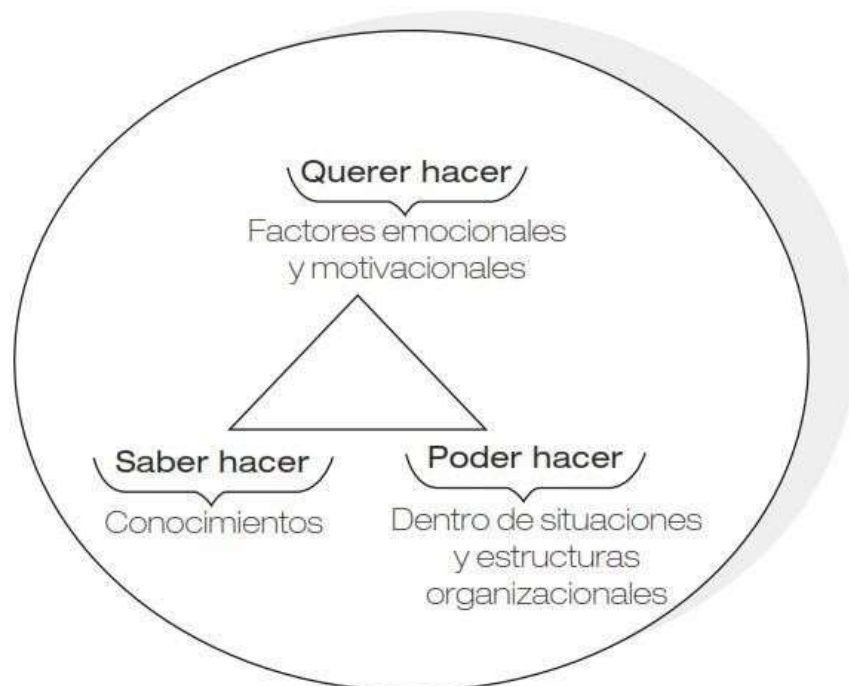 Querer hacer
Factores emocionales
y motivacionales
Saber hacer
Conocimientos
Poder hacer
Dentro de situaciones
y estructuras
organizacionales